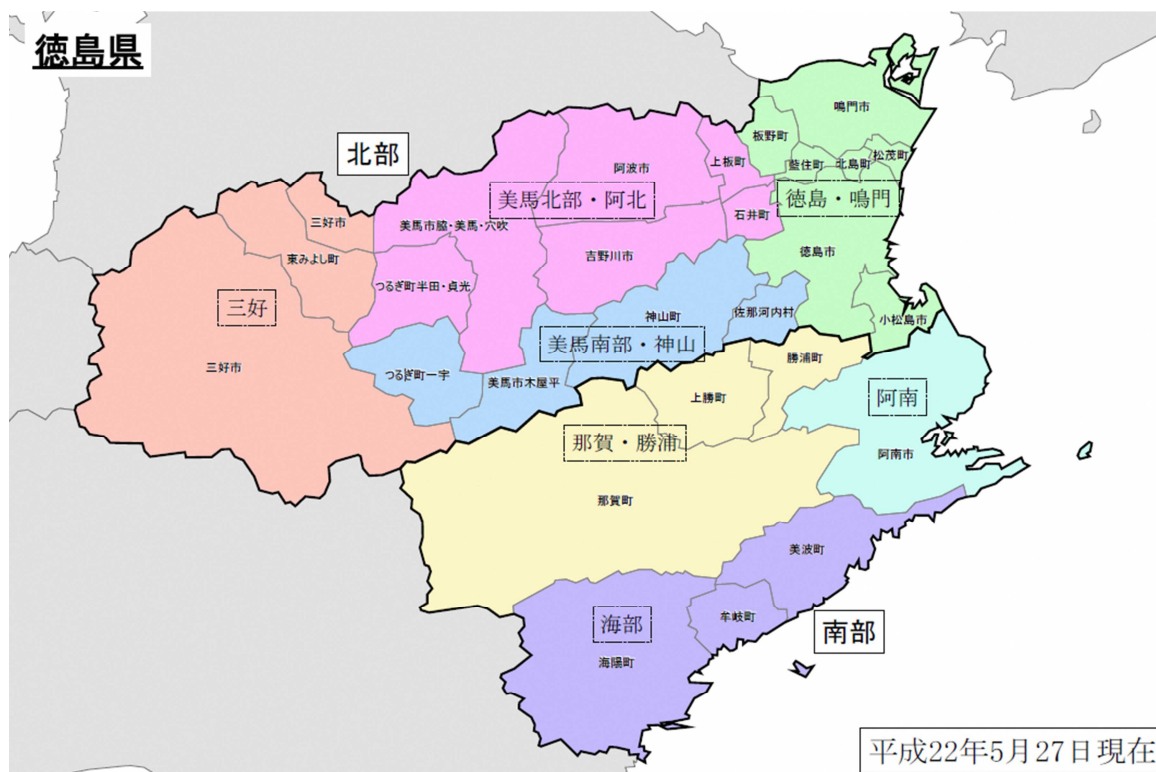 徳島県
鳴門市
板野町
北部
松茂町
藍住町
北島町
上板町
阿波市
美馬北部・阿北
徳島・鳴門
石井町
三好市
美馬市脇・美馬・穴吹
東みよし町
吉野川市
徳島市
つるぎ町半田・貞光
三好
神山町
佐那河内村
小松島市
美馬南部・神山
勝浦町
三好市
つるぎ町一宇
美馬市木屋平
上勝町
阿南
那賀・勝浦
阿南市
那賀町
美波町
海部
牟岐町
南部
海陽町
平成22年5月27日現在